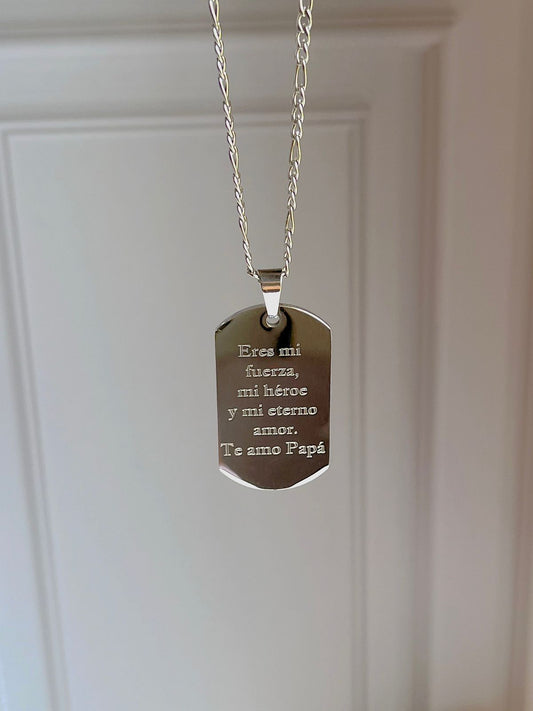 Eres mi
fuerza,
mi héroe
y mi eterno
amor.
Te amo Papá